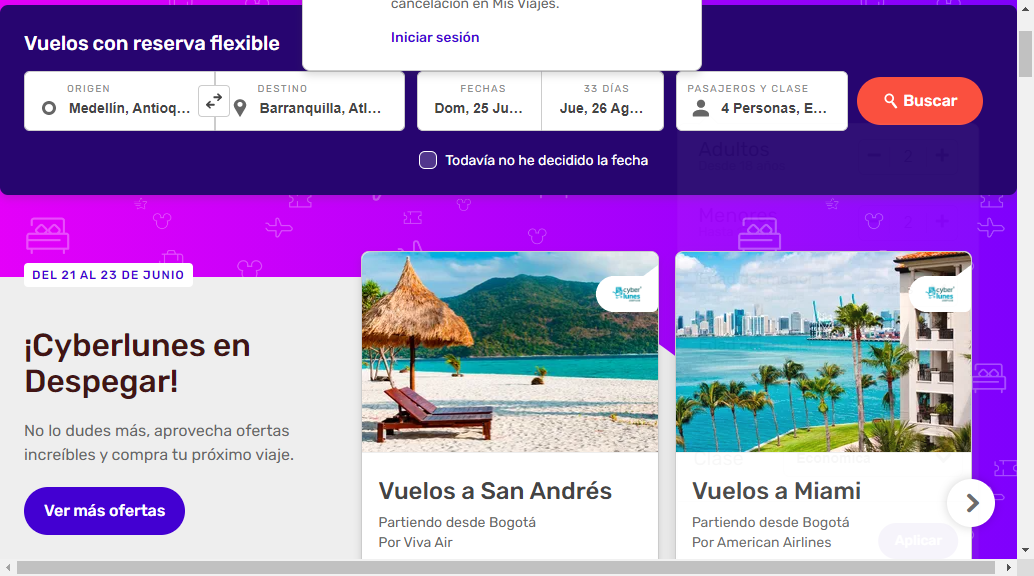 cancelación en Mis Viajes.
Iniciar sesión
Vuelos con reserva flexible
ORIGEN
Medellín, Antioq...
DESTINO
Barranquilla, Atl...
FECHAS
Dom, 25 Ju...
33 DÍAS
Jue, 26 Ag...
PASAJEROS Y CLASE
4 Personas, E...
Buscar
Todavía no he decidido la fecha
Adultos
2
Menores
2
DEL 21 AL 23 DE JUNIO
¡Cyberlunes en
Despegar!
No lo dudes más, aprovecha ofertas
increíbles y compra tu próximo viaje.
Ver más ofertas
cyber
lunes
Vuelos a San Andrés
Partiendo desde Bogotá
Por Viva Air
cyber
lunes
Económica
Vuelos a Miami
Partiendo desde Bogotá
Por American Airlines
Aplicar